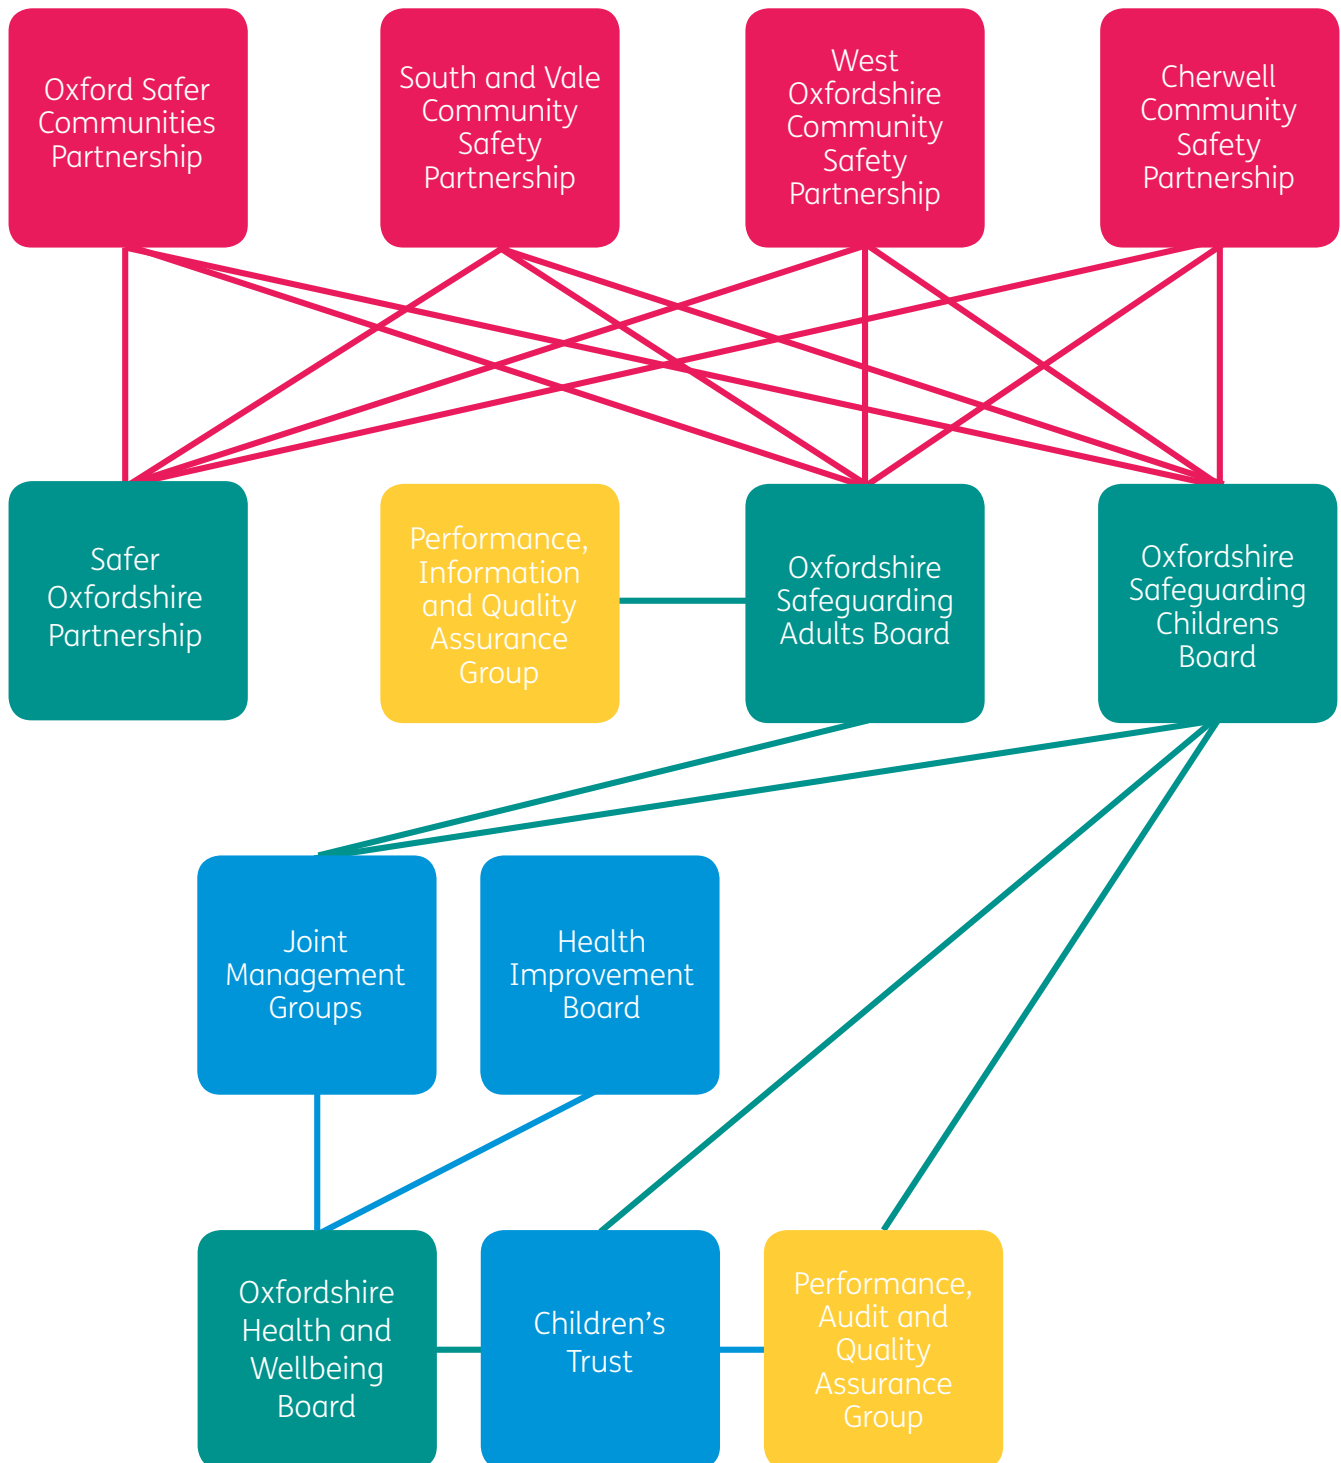 Oxford Safer
Communities
Partnership
South and Vale
Community
Safety
Partnership
West
Oxfordshire
Community
Safety
Partnership
Cherwell
Community
Safety
Partnership
Safer
Oxfordshire
Partnership
Performance,
Information
and Quality
Assurance
Group
Oxfordshire
Safeguarding
Adults Board
Oxfordshire
Safeguarding
Childrens
Board
Joint
Management
Groups
Health
Improvement
Board
Oxfordshire
Health and
Wellbeing
Board
Children’s
Trust
Performance,
Audit and
Quality
Assurance
Group